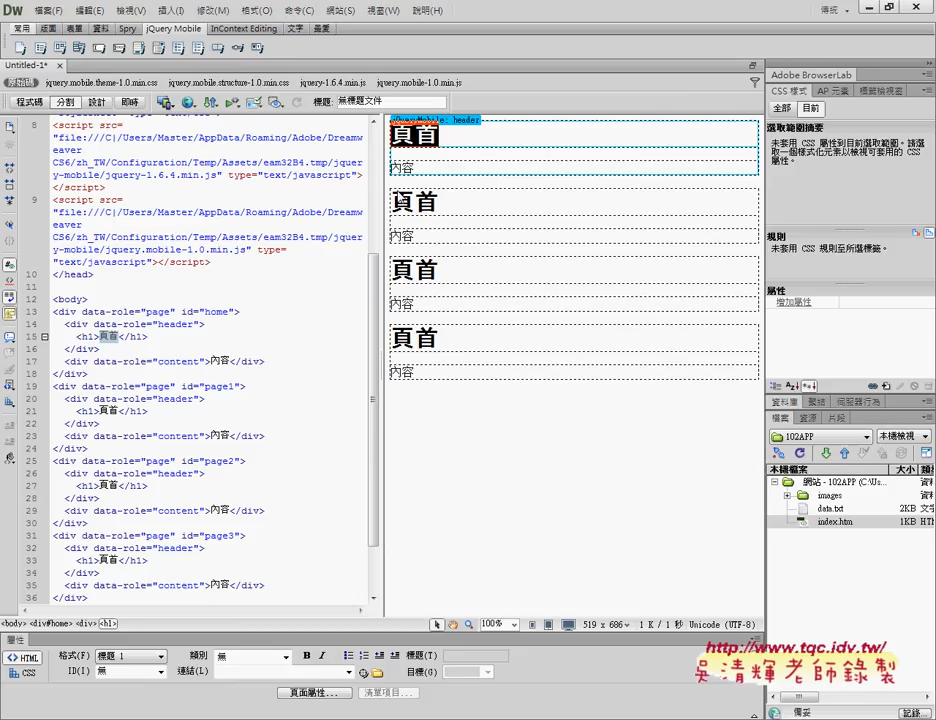 Dw 檔案(F) 編輯(E) 檢視(V) 插入(I) 修改(M) 格式(O) 命令(C) 網站(S) 視窗(W) 說明(H) 傳統
常用 版面 表單 資料 Spry jQuery Mobile InContext Editing 文字 最愛
Untitled-1* ×
原始碼 jquery.mobile.theme-1.0.min.css jquery.mobile.structure-1.0.min.css jquery-1.6.4.min.js jquery.mobile-1.0.min.js
程式碼 分割 設計 即時 標題: 無標題文件
8
<script src=
"file:///C|/Users/Master/AppData/Roaming/Adobe/Dreamw
eaver
CS6/zh_TW/Configuration/Temp/Assets/eam32B4.tmp/jquer
y-mobile/jquery-1.6.4.min.js" type="text/javascript">
</script>
9 <script src=
"file:///C|/Users/Master/AppData/Roaming/Adobe/Dreamw
eaver
CS6/zh_TW/Configuration/Temp/Assets/eam32B4.tmp/jquer
y-mobile/jquery.mobile-1.0.min.js" type=
"text/javascript"></script>
10 </head>
11
12 <body>
13 <div data-role="page" id="home">
14 <div data-role="header">
15 <h1>頁首</h1>
16 </div>
17 <div data-role="content">內容</div>
18 </div>
19 <div data-role="page" id="page1">
20 <div data-role="header">
21 <h1>頁首</h1>
22 </div>
23 <div data-role="content">內容</div>
24 </div>
25 <div data-role="page" id="page2">
26 <div data-role="header">
27 <h1>頁首</h1>
28 </div>
29 <div data-role="content">內容</div>
30 </div>
31 <div data-role="page" id="page3">
32 <div data-role="header">
33 <h1>頁首</h1>
34 </div>
35 <div data-role="content">內容</div>
36 </div>
jQueryMobile: header
頁首
內容
頁首
內容
頁首
內容
頁首
內容
<body> <div#home> <div> <h1>
100% 519 x 686 1 K / 1 秒 Unicode (UTF-8)
屬性
HTML 格式(F) 標題 1 類別 無 B I 標題(T)
CSS ID(I) 無 連結(L) 目標(G)
頁面屬性... 清單項目...
Adobe BrowserLab
CSS 樣式 AP 元素 標籤檢視窗
全部 目前
選取範圍摘要
未套用 CSS 屬性到目前選取範圍。請選
取一個樣式化元素以檢視可套用的 CSS
屬性。
規則
未套用 CSS 規則至所選標籤。
屬性
增加屬性
資料庫 繫結 伺服器行為
檔案 資源 片段
102APP 本機檢視
本機檔案 大小
網站 - 102APP (C:\Us...
images
data.txt 2KB
index.htm 1KB
http://www.tqc.idv.tw/
吳清輝老師錄製
備妥 記錄...